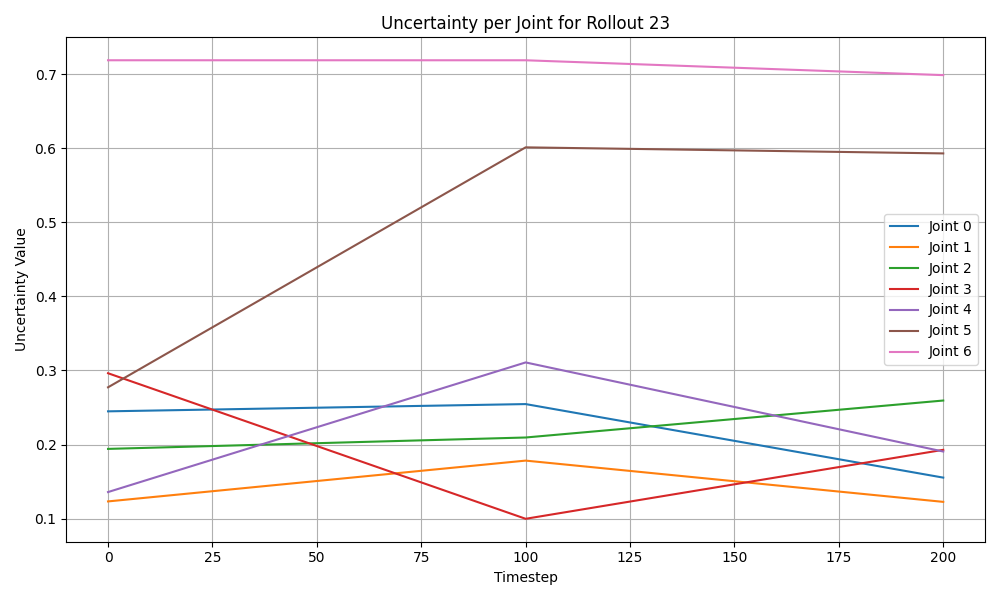 Uncertainty per Joint for Rollout 23
Uncertainty Value
0.7
0.6
0.5
0.4
0.3
0.2
0.1
Joint 0
Joint 1
Joint 2
Joint 3
Joint 4
Joint 5
Joint 6
0 25 50 75 100 125 150 175 200
Timestep